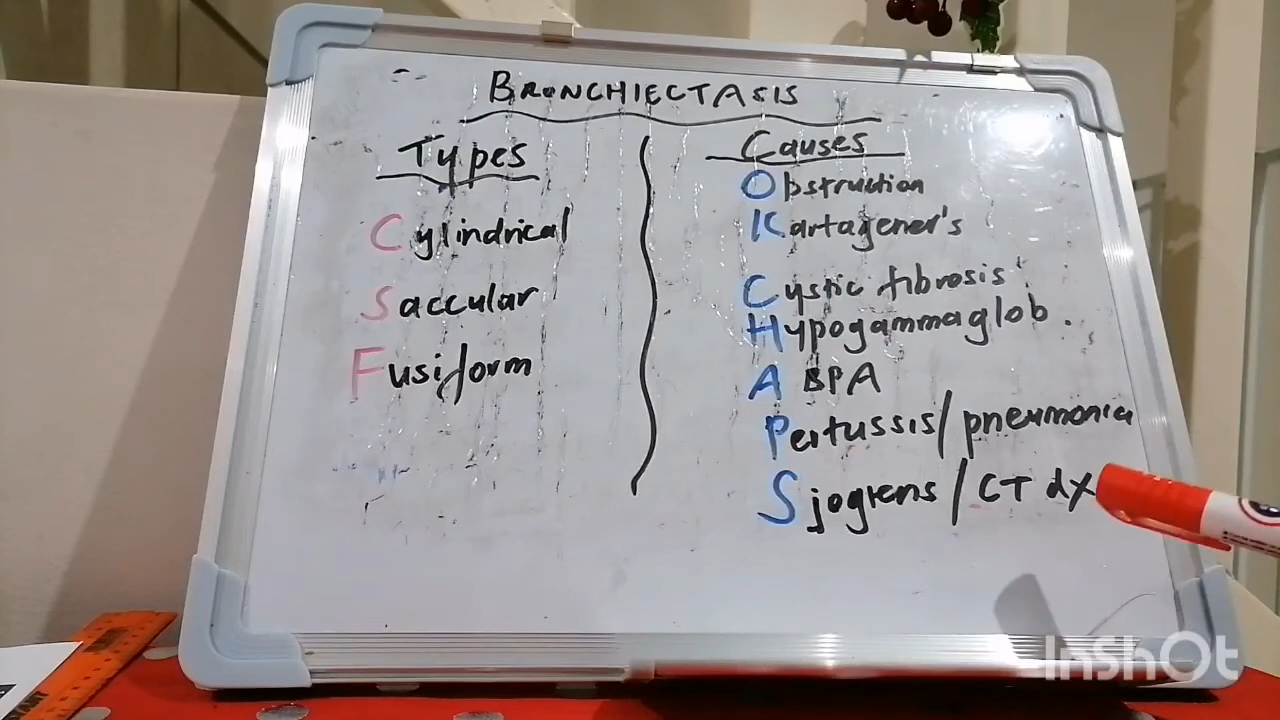 BRONCHIECTASIS
Types
Cylindrical
Saccular
Fusiform
Causes
Obstruction
Kartagener's
Cystic fibrosis
Hypogammaglob.
ABPA
Pertussis/pneumonia
Sjogrens/CT dx
InShOt